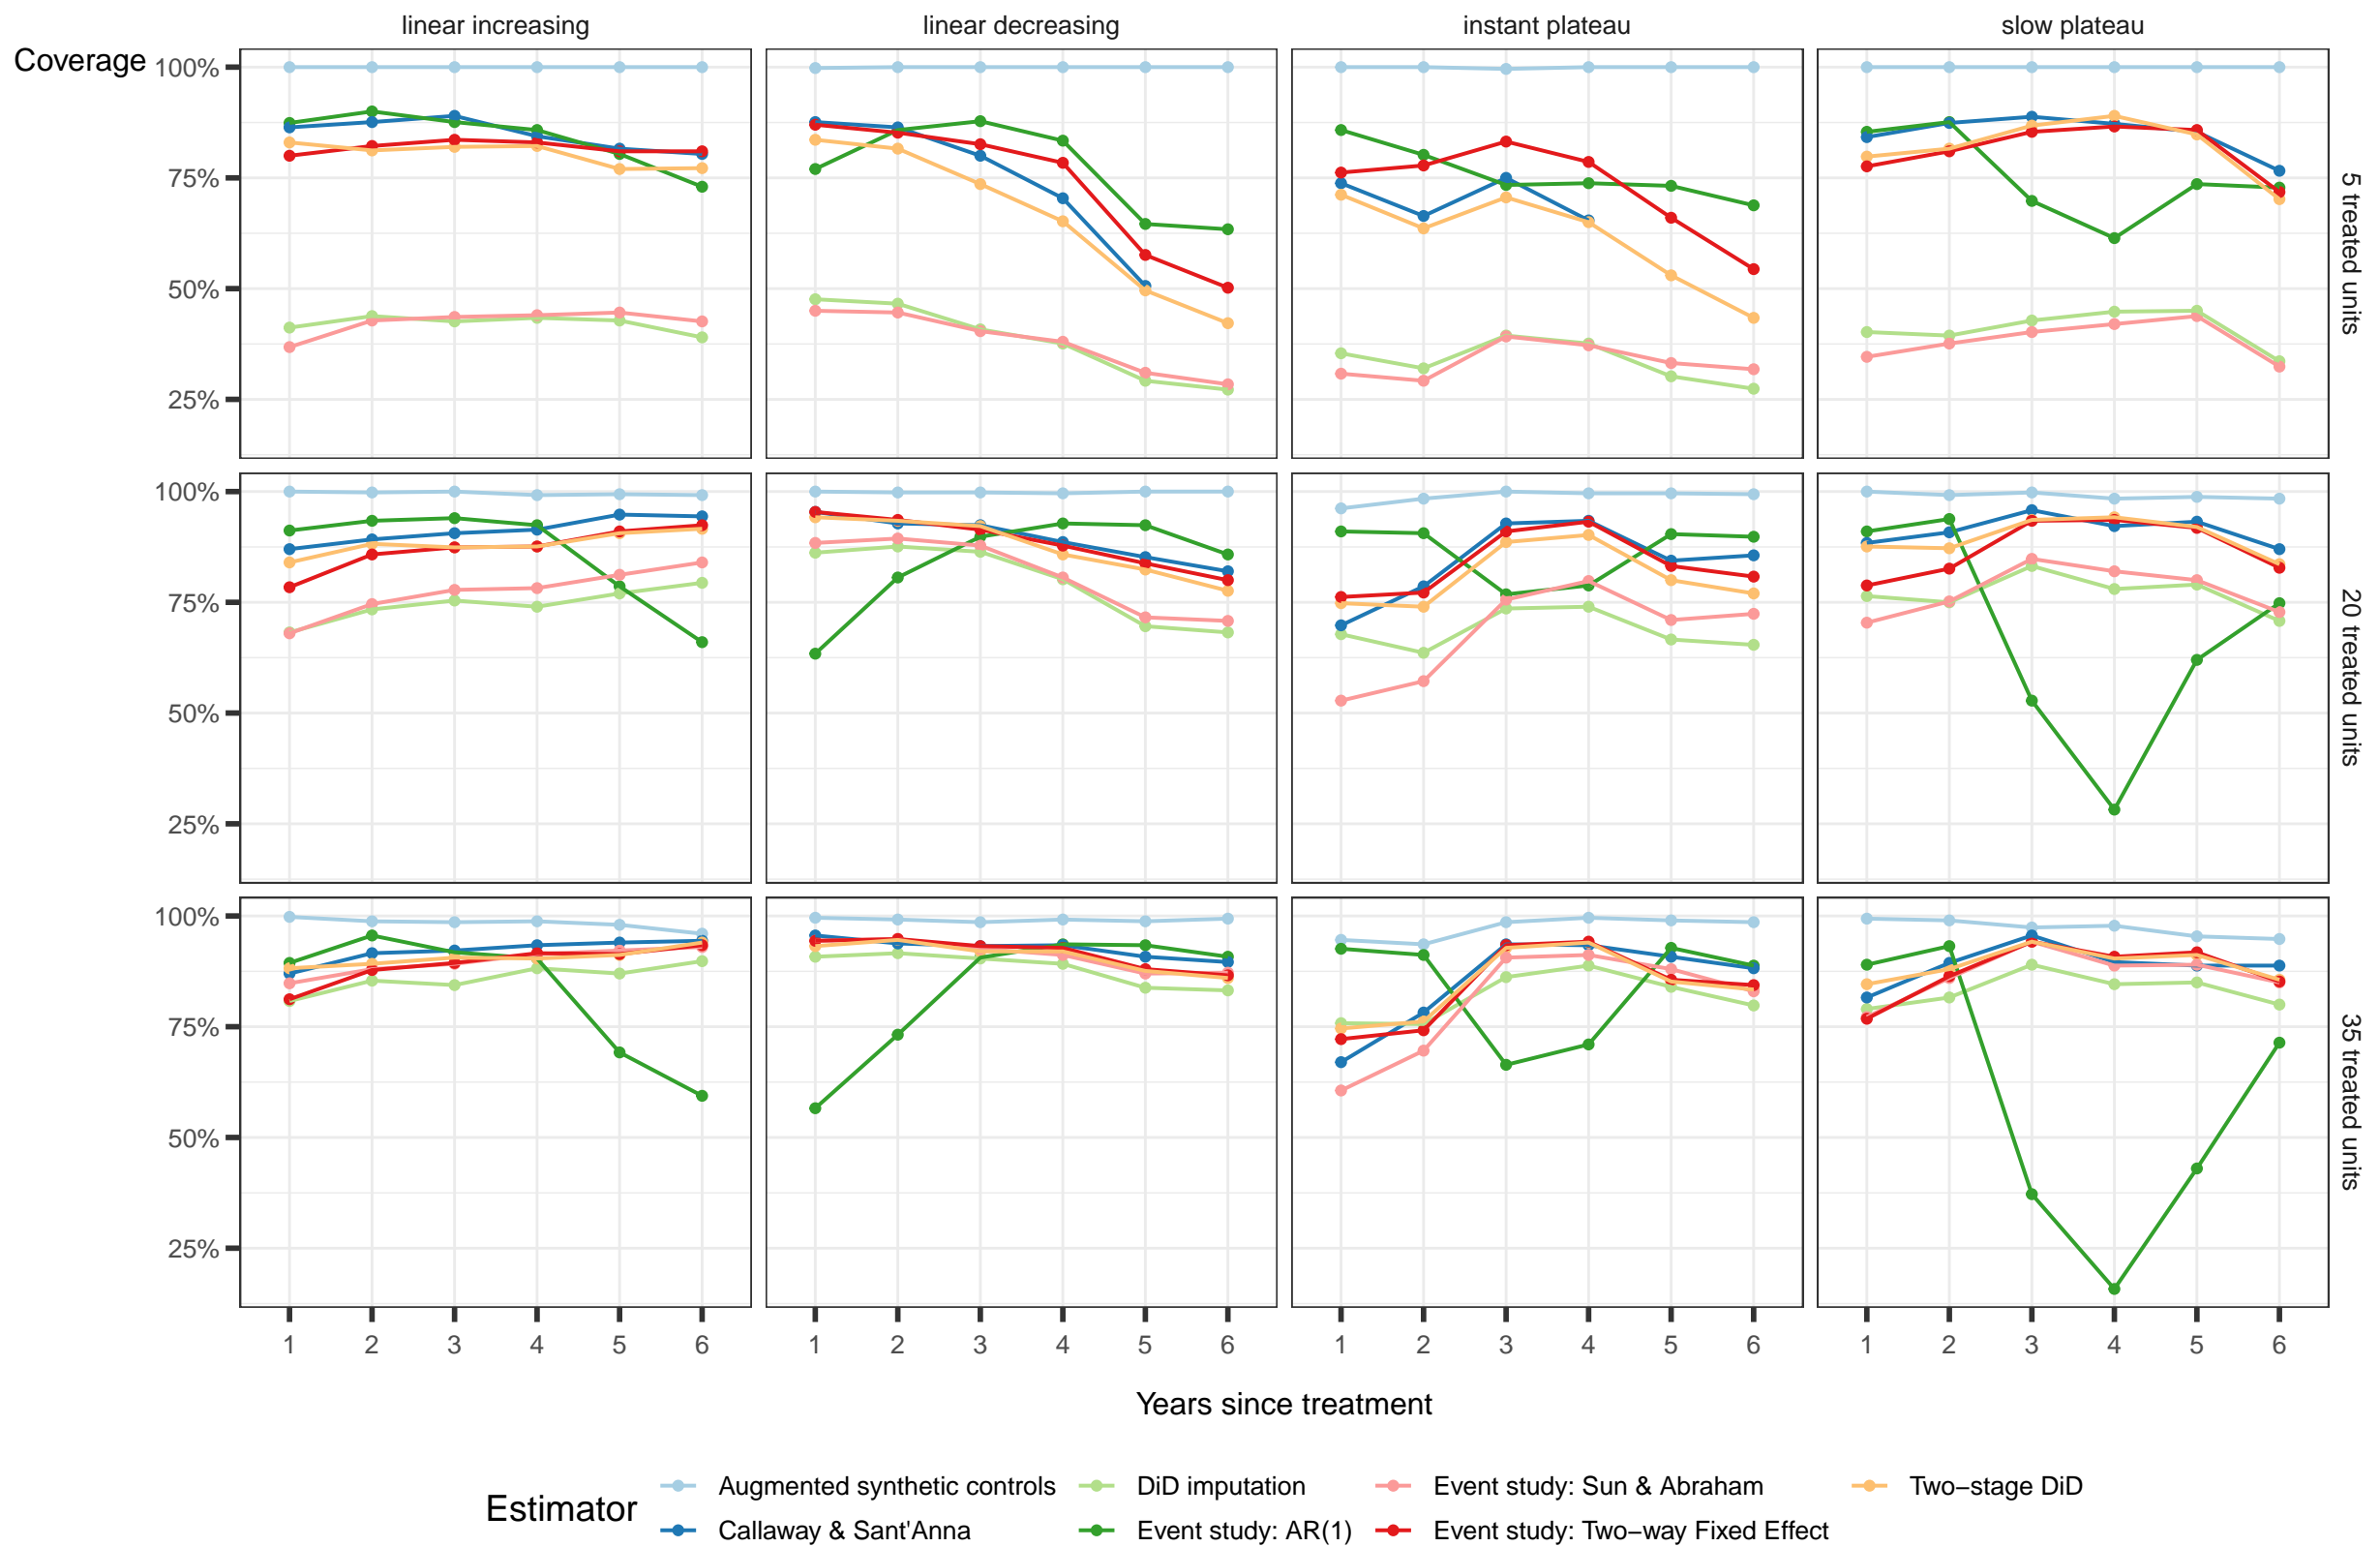 linear increasing
linear decreasing
instant plateau
slow plateau
Coverage
100%
75%
50%
25%
5 treated units
100%
75%
50%
25%
20 treated units
100%
75%
50%
25%
35 treated units
1 2 3 4 5 6
1 2 3 4 5 6
1 2 3 4 5 6
1 2 3 4 5 6
Years since treatment
Estimator
Augmented synthetic controls
DiD imputation
Event study: Sun & Abraham
Two−stage DiD
Callaway & Sant'Anna
Event study: AR(1)
Event study: Two−way Fixed Effect